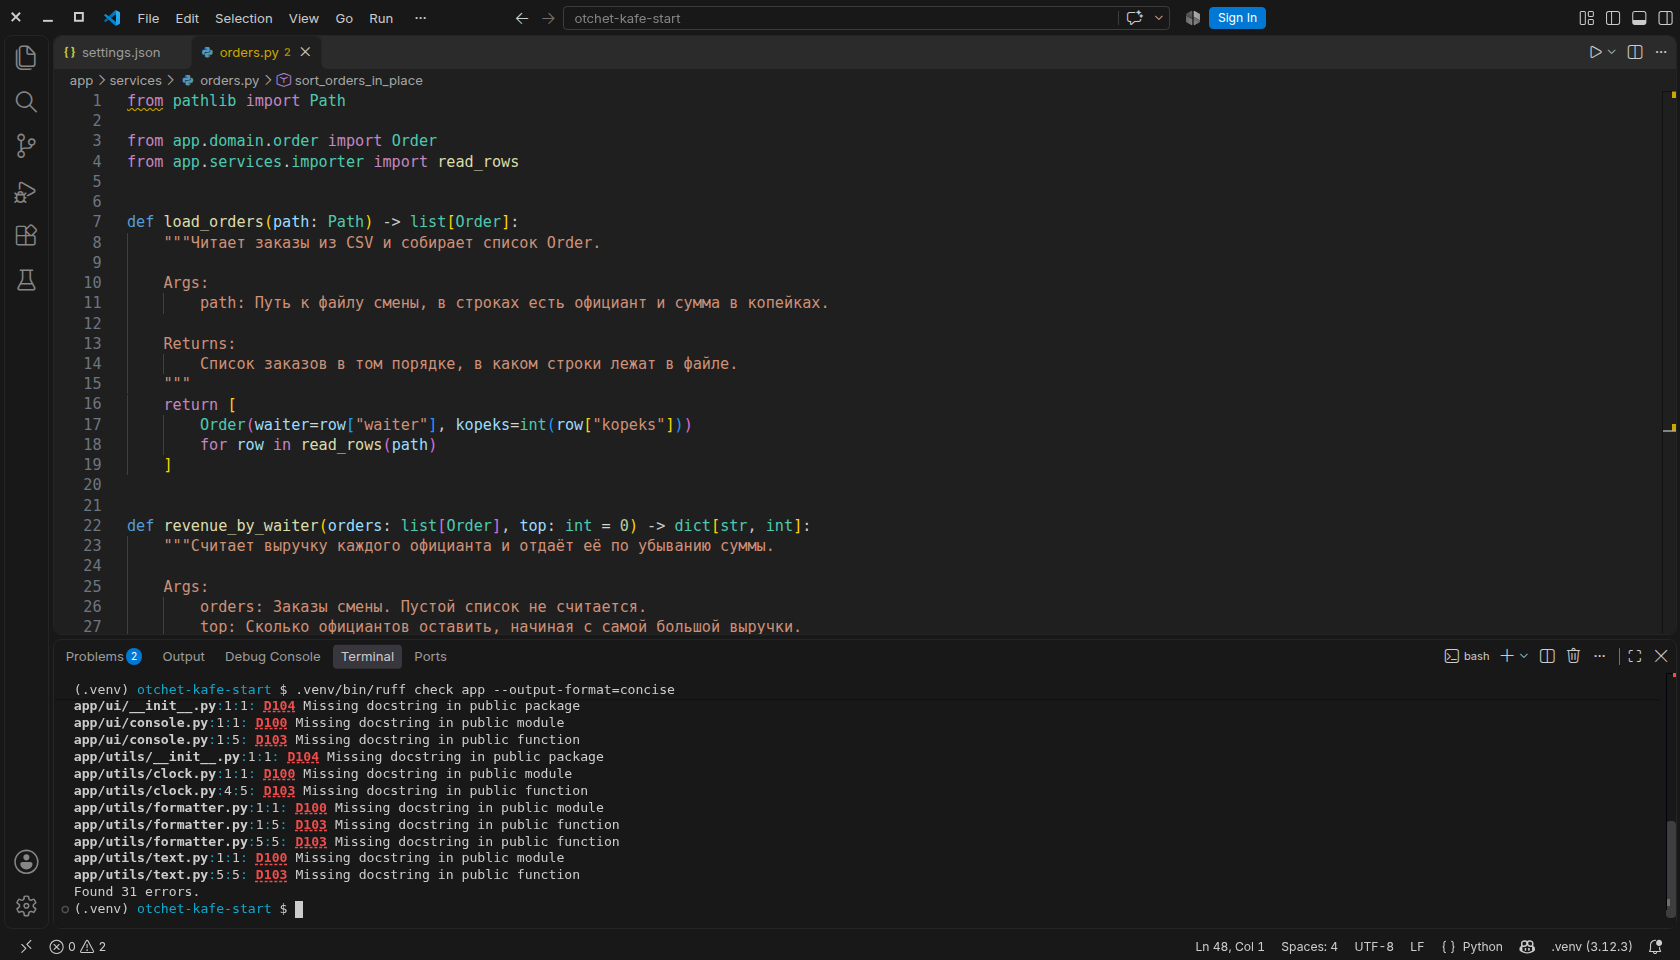 File Edit Selection View Go Run ··· otchet-kafe-start Sign In
{} settings.json orders.py 2
app > services > orders.py > sort_orders_in_place
1 from pathlib import Path
2
3 from app.domain.order import Order
4 from app.services.importer import read_rows
5
6
7 def load_orders(path: Path) -> list[Order]:
8 """Читает заказы из CSV и собирает список Order.
9
10 Args:
11 path: Путь к файлу смены, в строках есть официант и сумма в копейках.
12
13 Returns:
14 Список заказов в том порядке, в каком строки лежат в файле.
15 """
16 return [
17 Order(waiter=row["waiter"], kopeks=int(row["kopeks"]))
18 for row in read_rows(path)
19 ]
20
21
22 def revenue_by_waiter(orders: list[Order], top: int = 0) -> dict[str, int]:
23 """Считает выручку каждого официанта и отдаёт её по убыванию суммы.
24
25 Args:
26 orders: Заказы смены. Пустой список не считается.
27 top: Сколько официантов оставить, начиная с самой большой выручки.
Problems 2 Output Debug Console Terminal Ports bash
(.venv) otchet-kafe-start $ .venv/bin/ruff check app --output-format=concise
app/ui/__init__.py:1:1: D104 Missing docstring in public package
app/ui/console.py:1:1: D100 Missing docstring in public module
app/ui/console.py:1:5: D103 Missing docstring in public function
app/utils/__init__.py:1:1: D104 Missing docstring in public package
app/utils/clock.py:1:1: D100 Missing docstring in public module
app/utils/clock.py:4:5: D103 Missing docstring in public function
app/utils/formatter.py:1:1: D100 Missing docstring in public module
app/utils/formatter.py:1:5: D103 Missing docstring in public function
app/utils/formatter.py:5:5: D103 Missing docstring in public function
app/utils/text.py:1:1: D100 Missing docstring in public module
app/utils/text.py:5:5: D103 Missing docstring in public function
Found 31 errors.
(.venv) otchet-kafe-start $
0 2 Ln 48, Col 1 Spaces: 4 UTF-8 LF {} Python .venv (3.12.3)